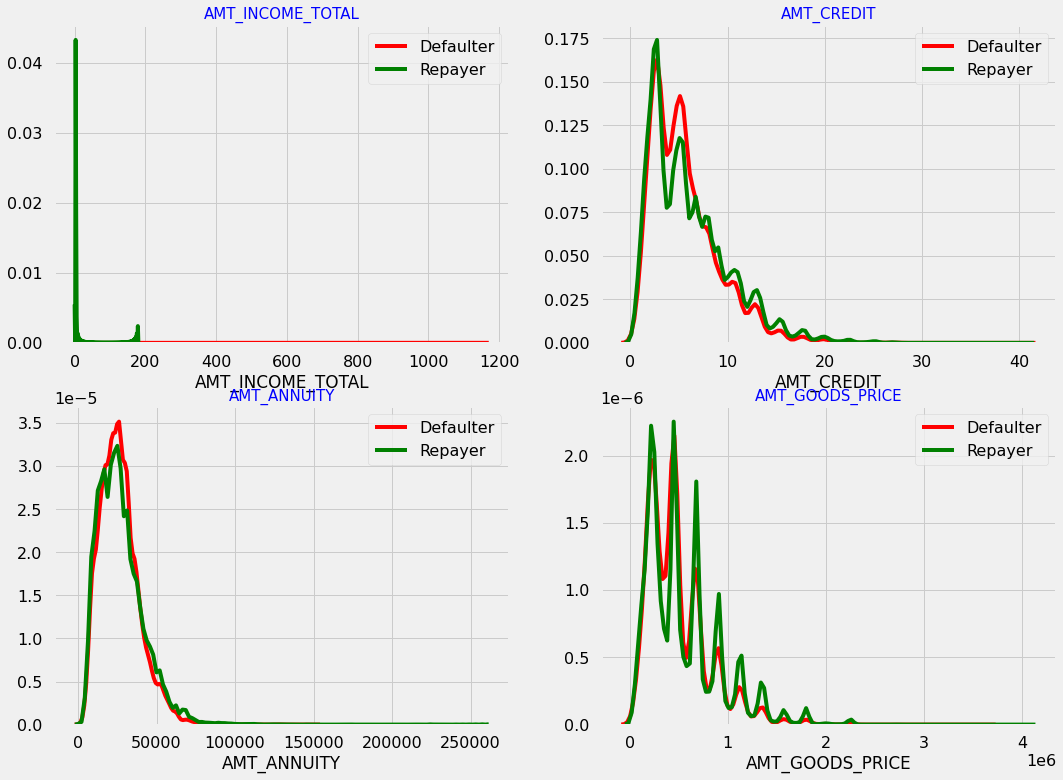 AMT_INCOME_TOTAL
Defaulter
Repayer
0.04
0.03
0.02
0.01
0.00
0 200 400 600 800 1000 1200
AMT_INCOME_TOTAL
AMT_CREDIT
Defaulter
Repayer
0.175
0.150
0.125
0.100
0.075
0.050
0.025
0.000
0 10 20 30 40
AMT_CREDIT
AMT_ANNUITY
1e−5
Defaulter
Repayer
3.5
3.0
2.5
2.0
1.5
1.0
0.5
0.0
0 50000 100000 150000 200000 250000
AMT_ANNUITY
AMT_GOODS_PRICE
1e−6
Defaulter
Repayer
2.0
1.5
1.0
0.5
0.0
0 1 2 3 4
1e6
AMT_GOODS_PRICE